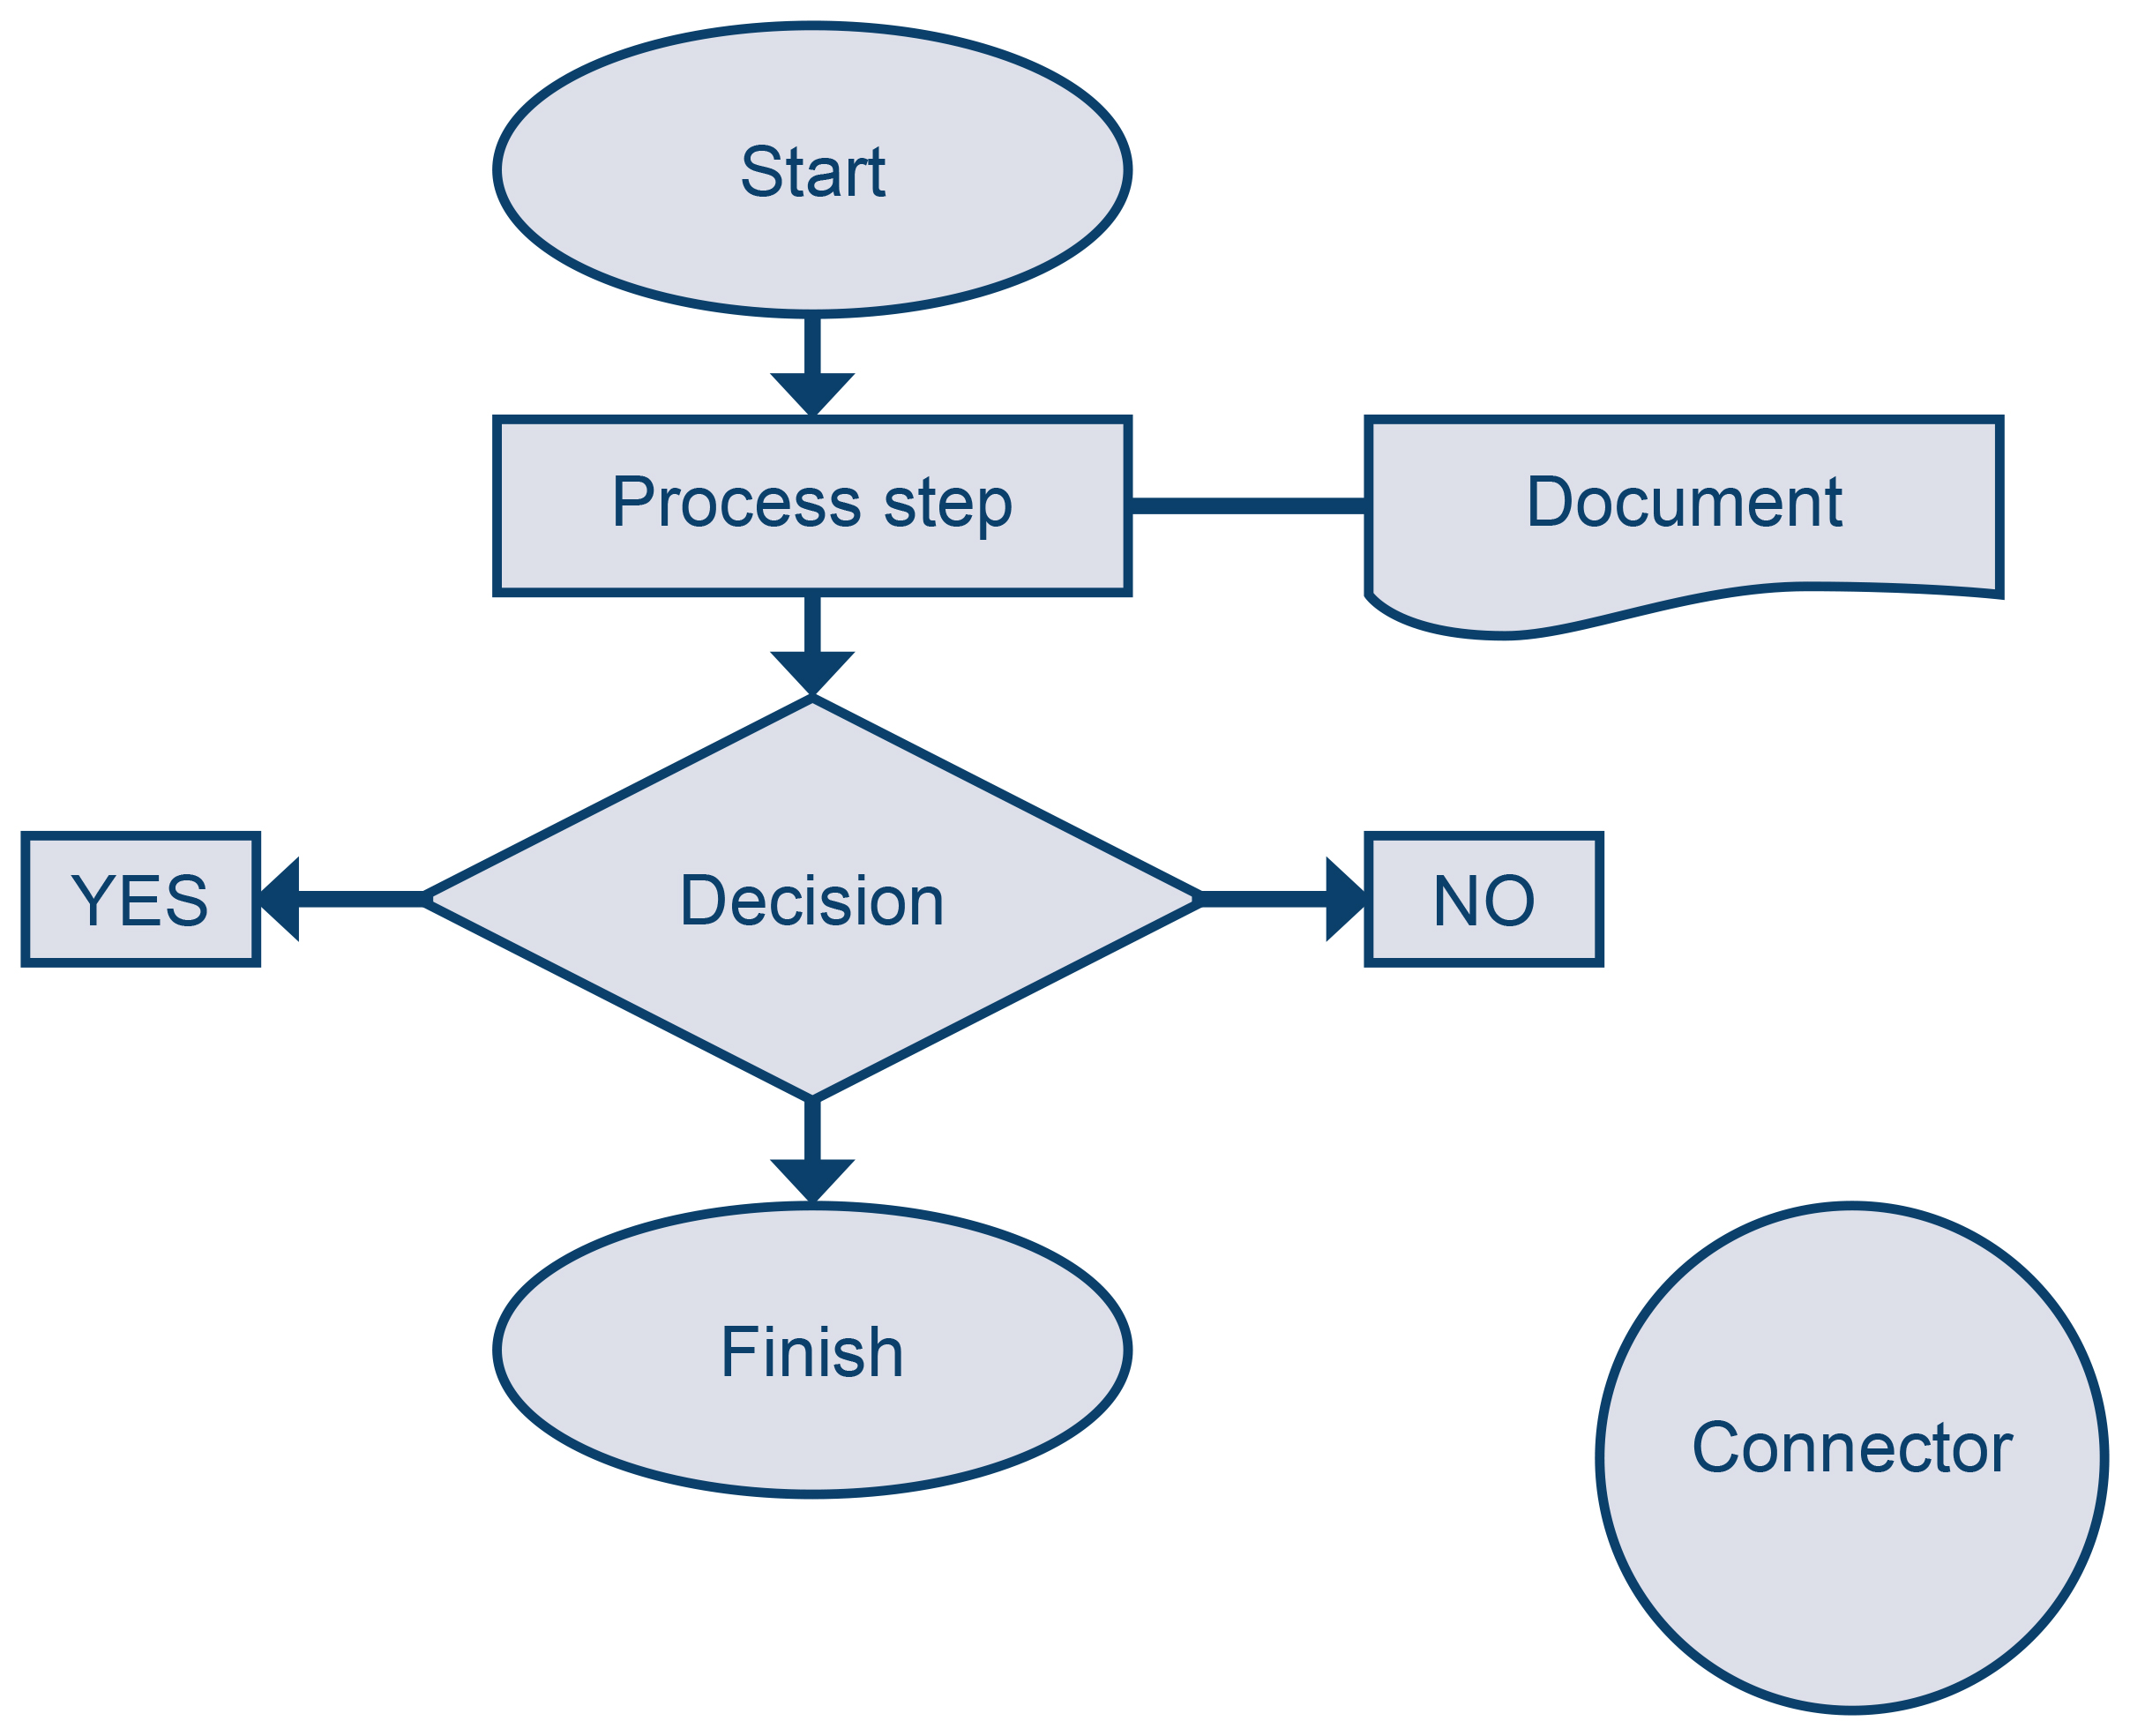 Start
Process step
Document
YES
Decision
NO
Finish
Connector